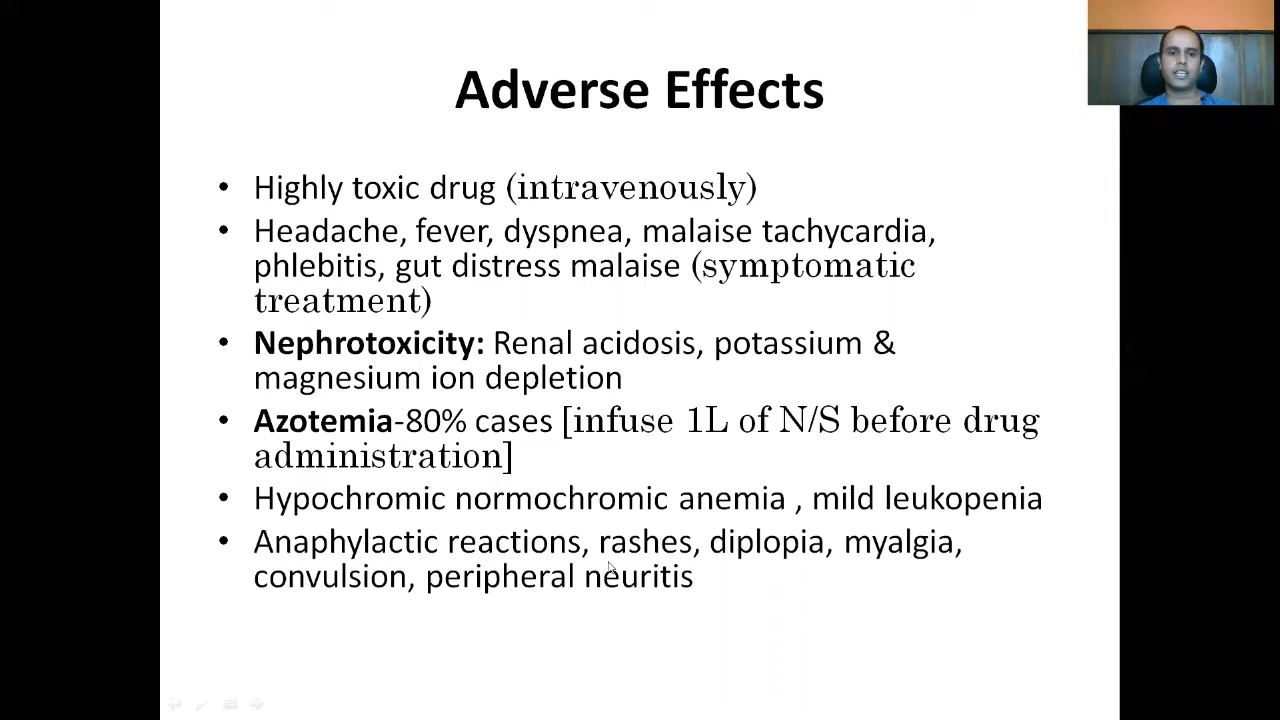 Adverse Effects
• Highly toxic drug (intravenously)
• Headache, fever, dyspnea, malaise tachycardia,
phlebitis, gut distress malaise (symptomatic
treatment)
• Nephrotoxicity: Renal acidosis, potassium &
magnesium ion depletion
• Azotemia-80% cases [infuse 1L of N/S before drug
administration]
• Hypochromic normochromic anemia , mild leukopenia
• Anaphylactic reactions, rashes, diplopia, myalgia,
convulsion, peripheral neuritis